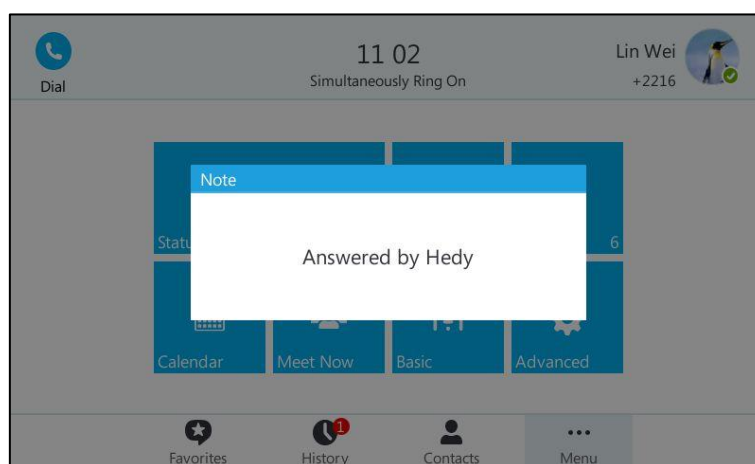 11 02
Lin Wei
Dial
Simultaneously Ring On
+2216
Note
Answered by Hedy
6
Calendar
Meet Now
Basic
Advanced
1
Favorites
History
Contacts
Menu